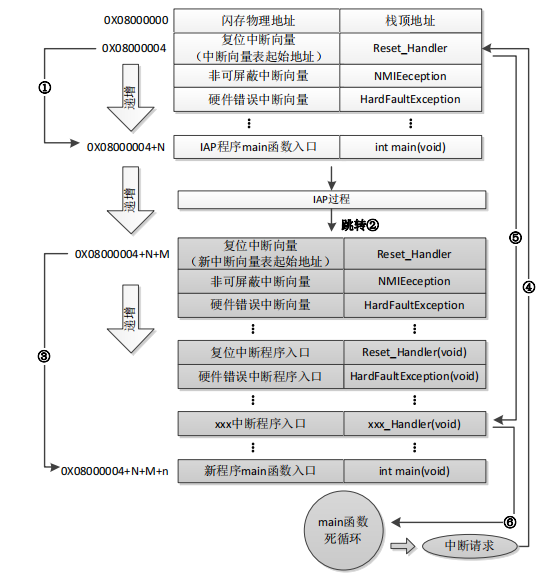 0X08000000 闪存物理地址 栈顶地址
0X08000004 复位中断向量
（中断向量表起始地址） Reset_Handler
①
递增
非可屏蔽中断向量 NMIEeception
硬件错误中断向量 HardFaultException
0X08000004+N IAP程序main函数入口 int main(void)
递增
IAP过程
跳转②
⑤
④
0X08000004+N+M 复位中断向量
（新中断向量表起始地址） Reset_Handler
非可屏蔽中断向量 NMIEeception
递增
硬件错误中断向量 HardFaultException
③
复位中断程序入口 Reset_Handler(void)
硬件错误中断程序入口 HardFaultException(void)
xxx中断程序入口 xxx_Handler(void)
0X08000004+N+M+n 新程序main函数入口 int main(void)
⑥
main函数
死循环
中断请求